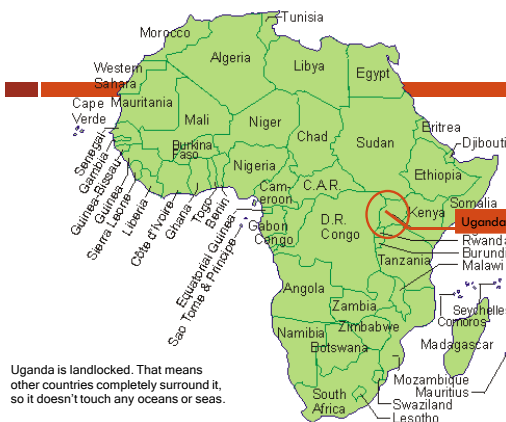 Tunisia
Morocco
Algeria
Libya
Egypt
Western
Sahara
Cape
Verde
Mauritania
Mali
Niger
Chad
Sudan
Eritrea
Djibouti
Senegal
Gambia
Guinea-Bissau
Guinea
Sierra Leone
Liberia
Côte d'Ivoire
Burkina
Faso
Ghana
Togo
Benin
Nigeria
Cam-
eroon
C.A.R.
Ethiopia
Somalia
Equatorial Guinea
Sao Tome & Principe
Gabon
Congo
D.R.
Congo
Kenya
Uganda
Rwanda
Burundi
Tanzania
Malawi
Angola
Zambia
Seychelles
Comoros
Zimbabwe
Namibia
Botswana
Madagascar
Mozambique
Mauritius
South
Africa
Swaziland
Lesotho
Uganda is landlocked. That means
other countries completely surround it,
so it doesn't touch any oceans or seas.